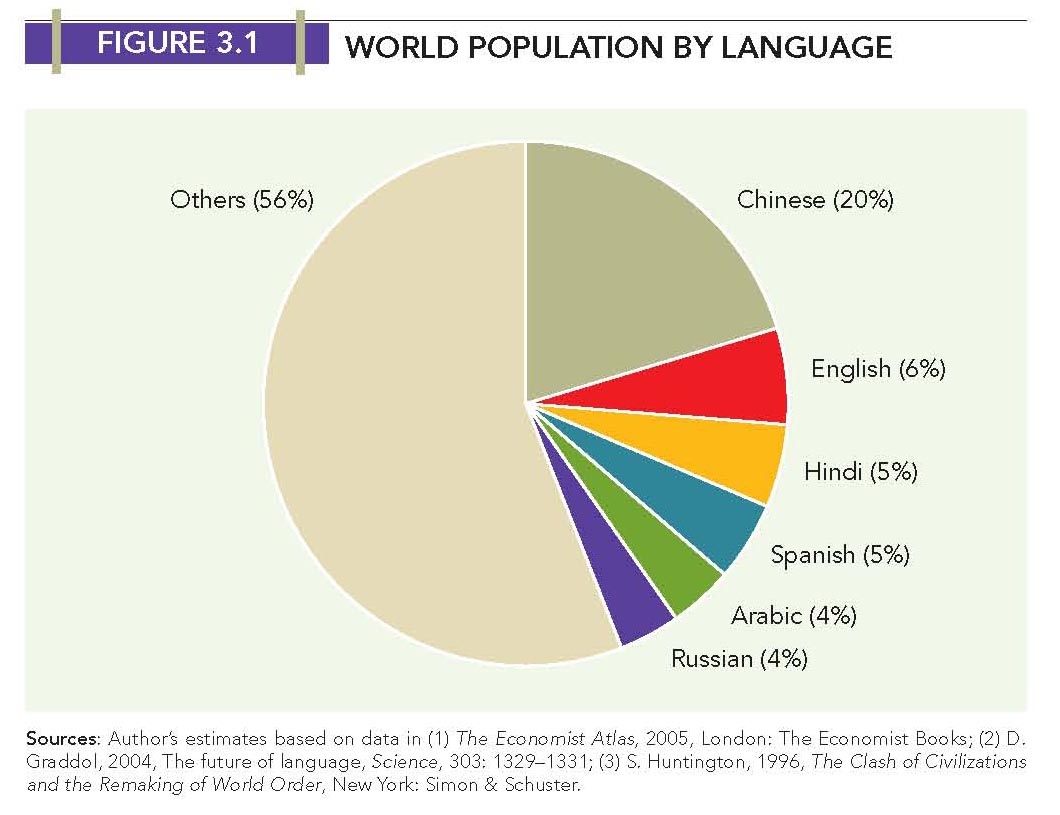 FIGURE 3.1
WORLD POPULATION BY LANGUAGE
Others (56%)
Chinese (20%)
English (6%)
Hindi (5%)
Spanish (5%)
Arabic (4%)
Russian (4%)
Sources: Author's estimates based on data in (1) The Economist Atlas, 2005, London: The Economist Books; (2) D.
Graddol, 2004, The future of language, Science, 303: 1329–1331; (3) S. Huntington, 1996, The Clash of Civilizations
and the Remaking of World Order, New York: Simon & Schuster.